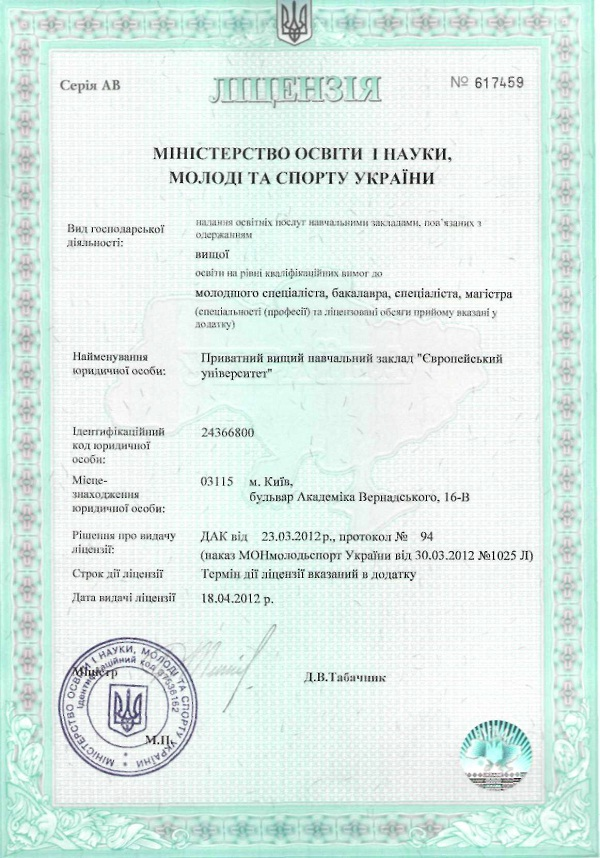 Серія АВ
ЛІЦЕНЗІЯ
№ 617459
МІНІСТЕРСТВО ОСВІТИ І НАУКИ,
МОЛОДІ ТА СПОРТУ УКРАЇНИ
Вид господарської
діяльності:
надання освітніх послуг навчальними закладами, пов'язаних з
одержанням
вищої
освіти на рівні кваліфікаційних вимог до
молодшого спеціаліста, бакалавра, спеціаліста, магістра
(спеціальності (професії) та ліцензовані обсяги прийому вказані у
додатку)
Найменування
юридичної особи:
Приватний вищий навчальний заклад "Європейський
університет"
Ідентифікаційний
код юридичної
особи:
24366800
Місце-
знаходження
юридичної особи:
03115 м. Київ,
бульвар Академіка Вернадського, 16-В
Рішення про видачу
ліцензії:
ДАК від 23.03.2012 р., протокол № 94
(наказ МОНмолодьспорт України від 30.03.2012 №1025 Л)
Строк дії ліцензії
Термін дії ліцензії вказаний в додатку
Дата видачі ліцензії
18.04.2012 р.
Міністр
Д.В.Табачник
М.П.
МІНІСТЕРСТВО ОСВІТИ І НАУКИ, МОЛОДІ ТА СПОРТУ УКРАЇНИ
Ідентифікаційний код 37536162